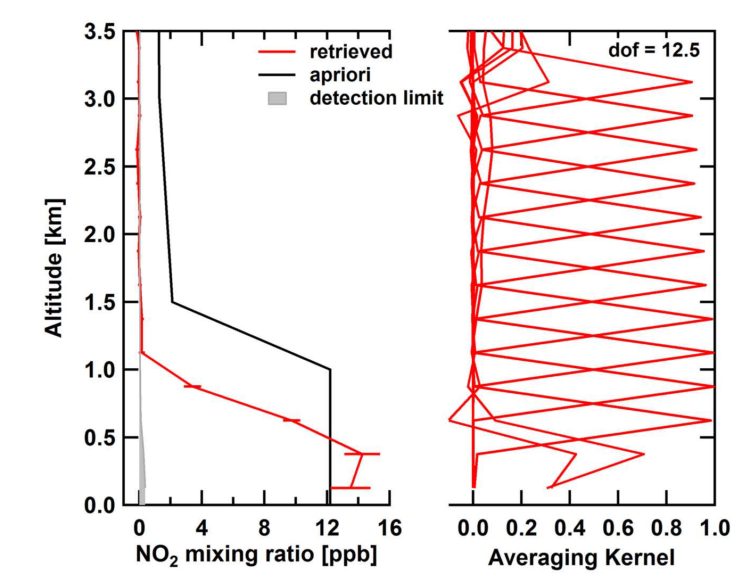 3.5
3.0
2.5
2.0
1.5
1.0
0.5
0.0
Altitude [km]
retrieved
apriori
detection limit
0
4
8
12
16
NO₂ mixing ratio [ppb]
dof = 12.5
0.0
0.2
0.4
0.6
0.8
1.0
Averaging Kernel